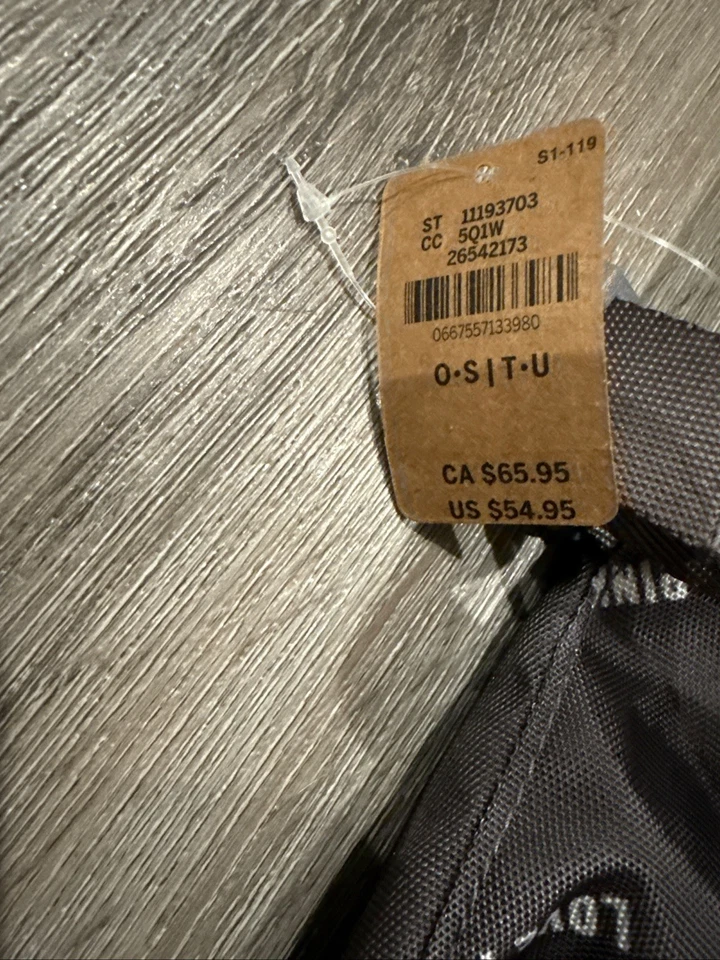 S1-119
ST 11193703
CC 5Q1W
26542173
0667557133980
O•S|T•U
CA $65.95
US $54.95